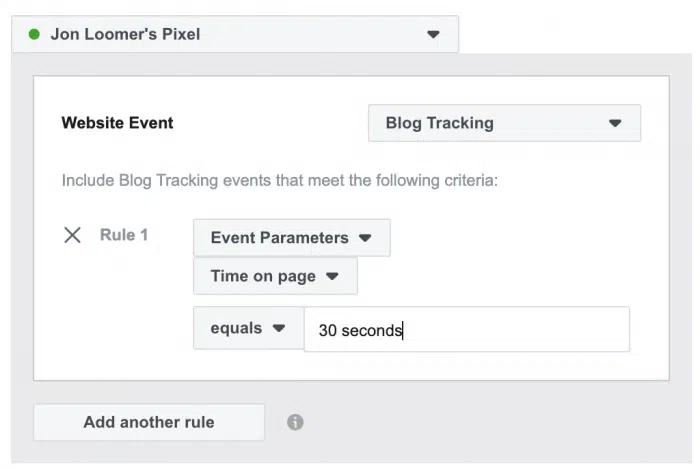 Jon Loomer's Pixel
Website Event
Blog Tracking
Include Blog Tracking events that meet the following criteria:
Rule 1
Event Parameters
Time on page
equals
30 seconds
Add another rule